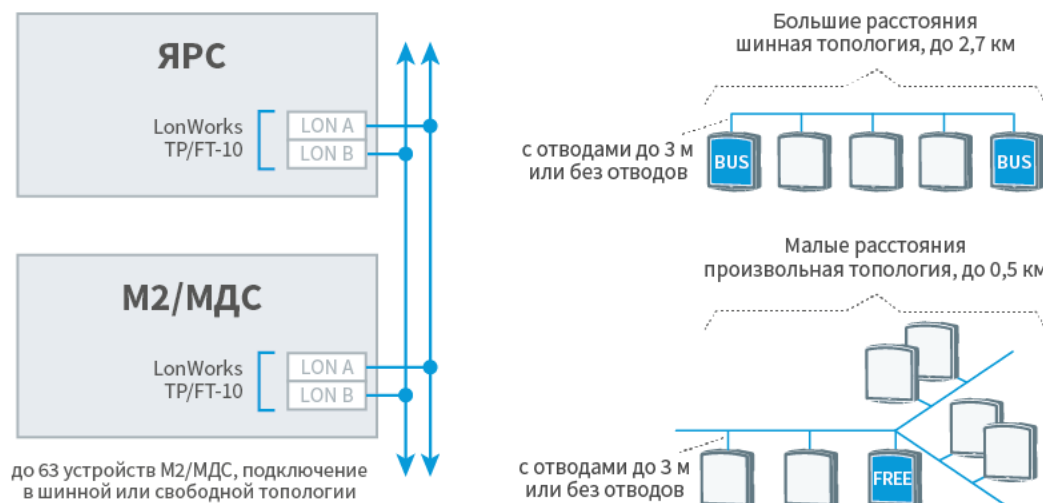 ЯРС
LonWorks
TP/FT-10
LON A
LON B
М2/МДС
LonWorks
TP/FT-10
LON A
LON B
до 63 устройств М2/МДС, подключение
в шинной или свободной топологии
Большие расстояния
шинная топология, до 2,7 км
с отводами до 3 м
или без отводов
BUS
BUS
Малые расстояния
произвольная топология, до 0,5 км
с отводами до 3 м
или без отводов
FREE